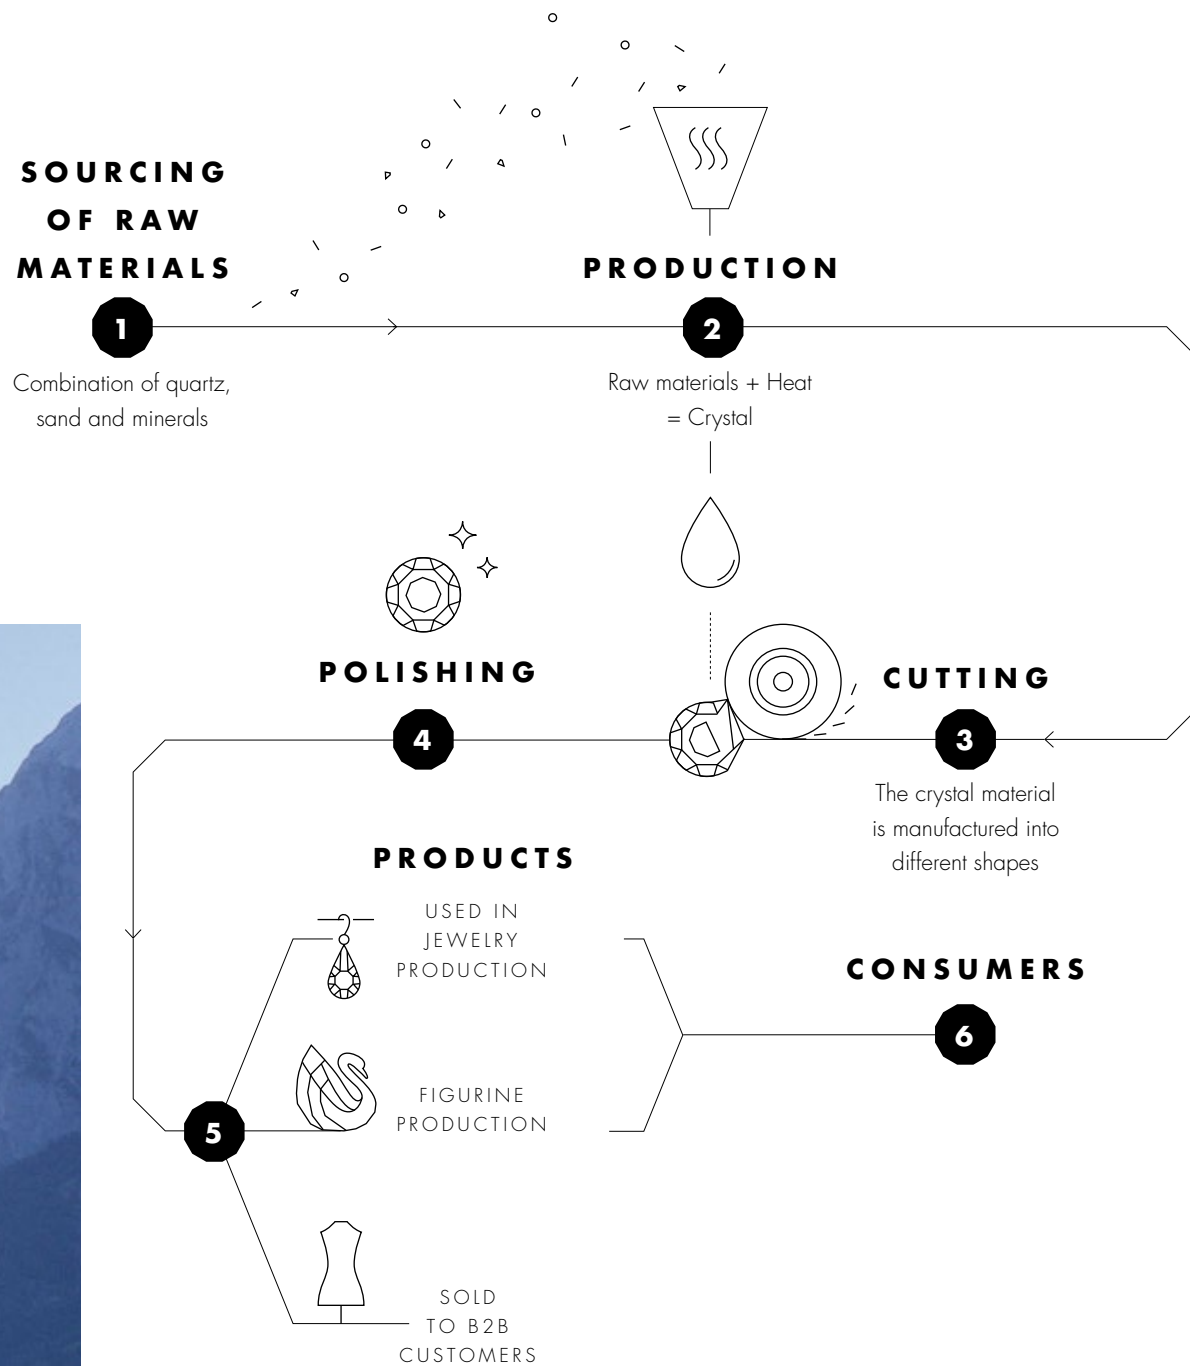 SOURCING
OF RAW
MATERIALS
1
Combination of quartz,
sand and minerals
PRODUCTION
2
Raw materials + Heat
= Crystal
CUTTING
3
The crystal material
is manufactured into
different shapes
POLISHING
4
PRODUCTS
5
USED IN
JEWELRY
PRODUCTION
FIGURINE
PRODUCTION
SOLD
TO B2B
CUSTOMERS
CONSUMERS
6